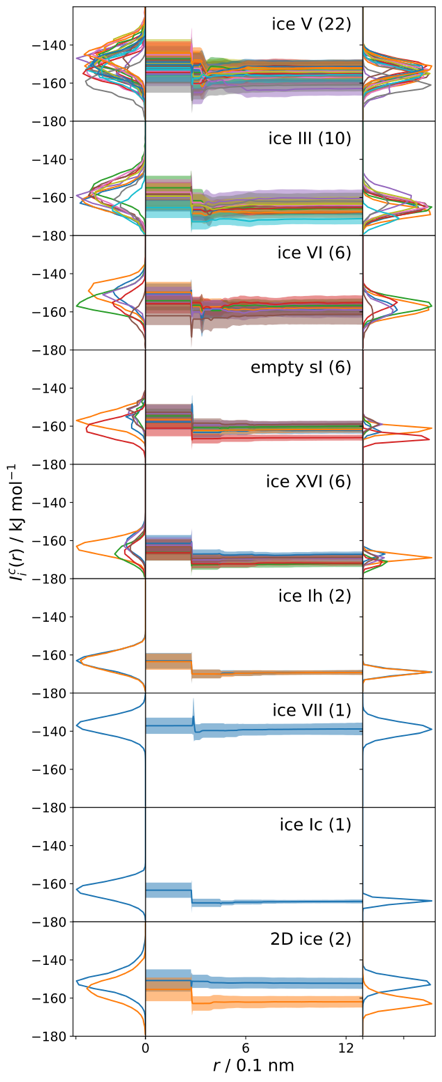 ice V (22)
−140
−160
−180
ice III (10)
−140
−160
−180
ice VI (6)
−140
−160
−180
empty sI (6)
−140
−160
−180
ice XVI (6)
−140
−160
−180
ice Ih (2)
−140
−160
−180
ice VII (1)
−140
−160
−180
ice Ic (1)
−140
−160
−180
2D ice (2)
−140
−160
−180
I_i^c(r) / kJ mol⁻¹
0 6 12
r / 0.1 nm